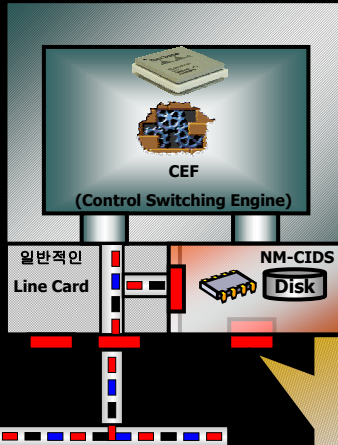 CEF
(Control Switching Engine)
일반적인
Line Card
NM-CIDS
Disk